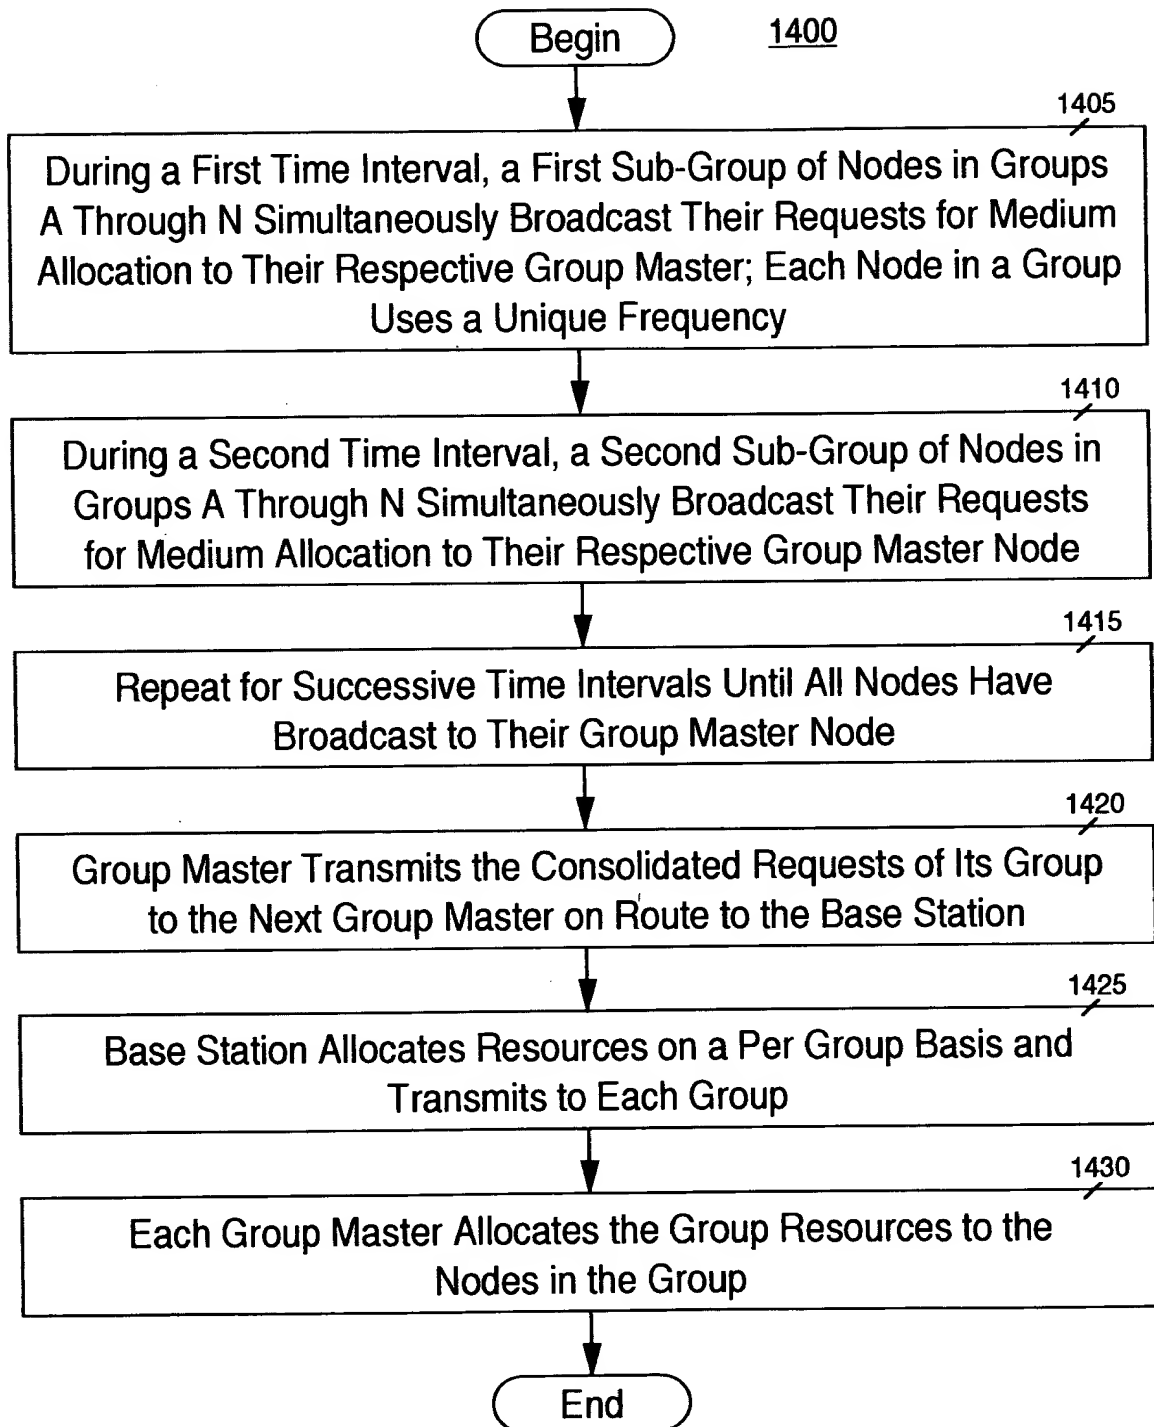 Begin
1400
1405
During a First Time Interval, a First Sub-Group of Nodes in Groups
A Through N Simultaneously Broadcast Their Requests for Medium
Allocation to Their Respective Group Master; Each Node in a Group
Uses a Unique Frequency
1410
During a Second Time Interval, a Second Sub-Group of Nodes in
Groups A Through N Simultaneously Broadcast Their Requests
for Medium Allocation to Their Respective Group Master Node
1415
Repeat for Successive Time Intervals Until All Nodes Have
Broadcast to Their Group Master Node
1420
Group Master Transmits the Consolidated Requests of Its Group
to the Next Group Master on Route to the Base Station
1425
Base Station Allocates Resources on a Per Group Basis and
Transmits to Each Group
1430
Each Group Master Allocates the Group Resources to the
Nodes in the Group
End